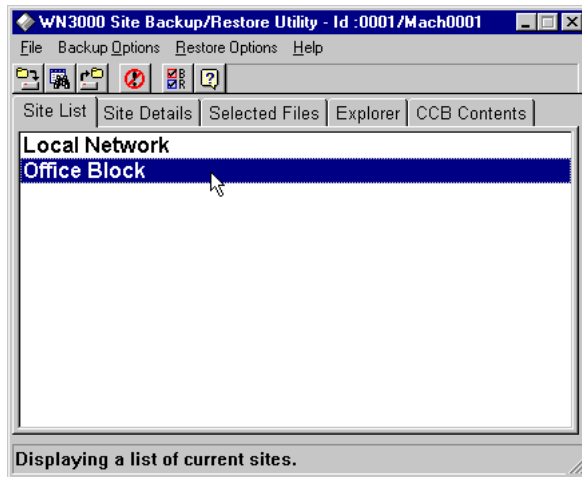 WN3000 Site Backup/Restore Utility - Id :0001/Mach0001
File Backup Options Restore Options Help
B
R
?
Site List Site Details Selected Files Explorer CCB Contents
Local Network
Office Block
Displaying a list of current sites.